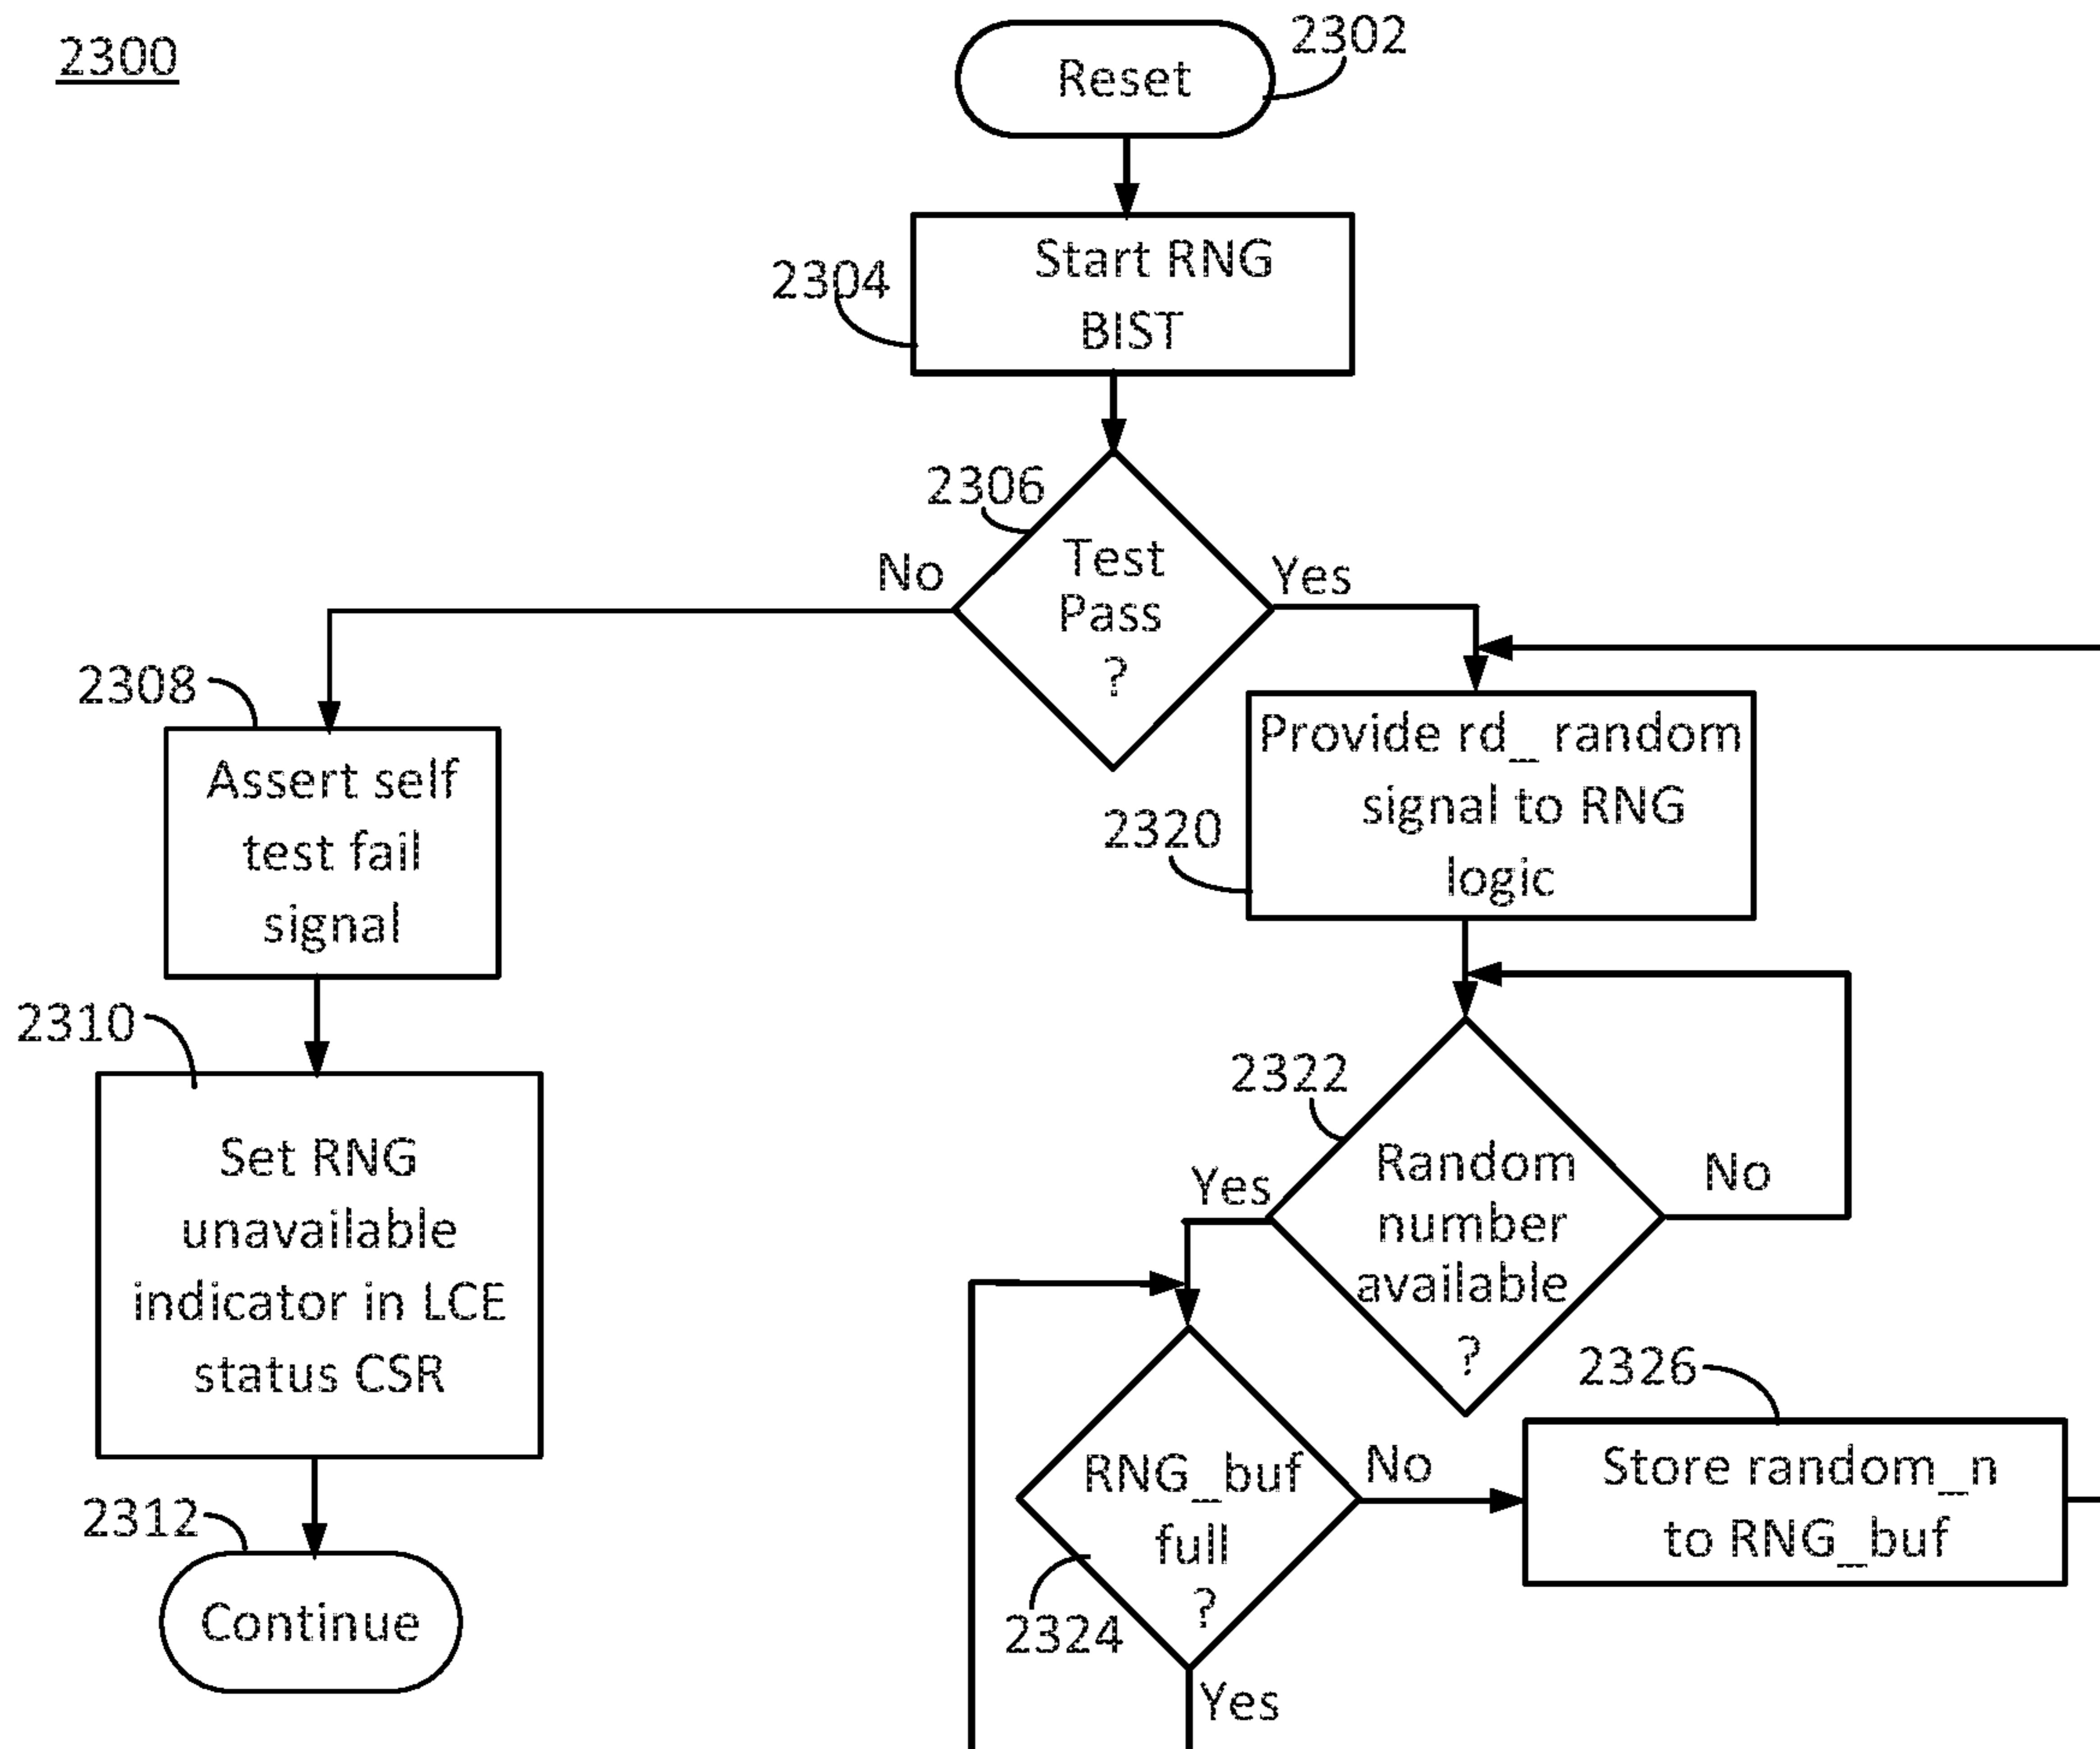 2300
Reset
2302
2304
Start RNG
BIST
2306
Test
Pass
?
No
Yes
2308
Assert self
test fail
signal
2320
Provide rd_ random
signal to RNG
logic
2310
Set RNG
unavailable
indicator in LCE
status CSR
2322
Random
number
available
?
Yes
No
2312
Continue
2324
RNG_buf
full
?
No
Yes
2326
Store random_n
to RNG_buf